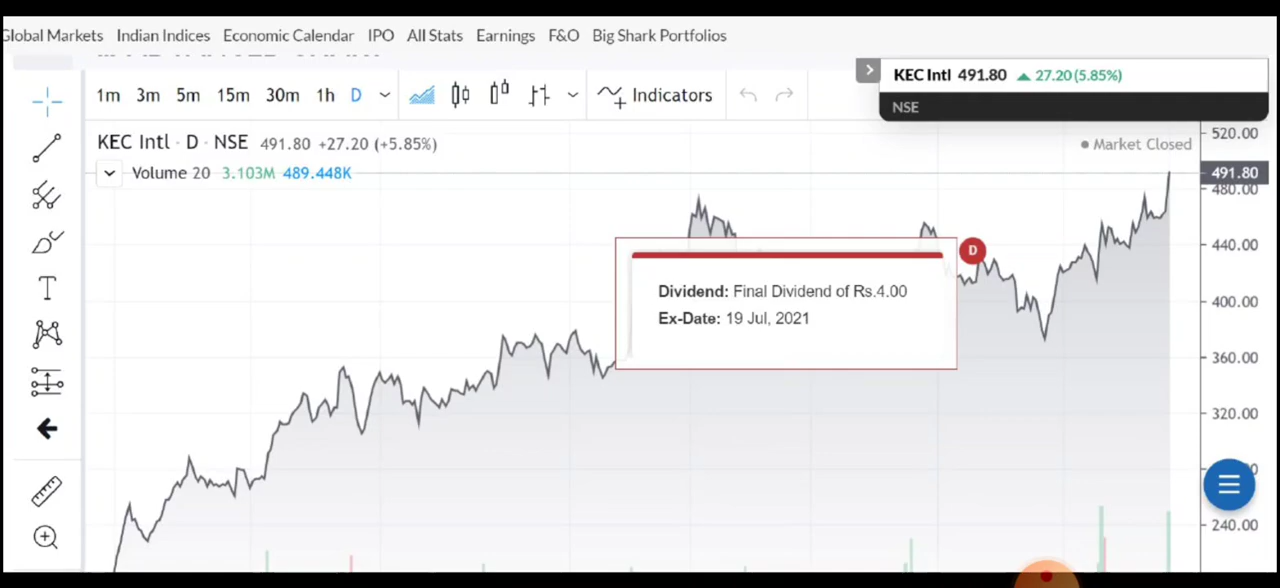 Global Markets Indian Indices Economic Calendar IPO All Stats Earnings F&O Big Shark Portfolios
KEC Intl 491.80 ▲ 27.20 (5.85%)
NSE
1m 3m 5m 15m 30m 1h D Indicators
KEC Intl · D · NSE 491.80 +27.20 (+5.85%)
Market Closed
Volume 20 3.103M 489.448K
520.00
491.80
480.00
440.00
D
Dividend: Final Dividend of Rs.4.00
Ex-Date: 19 Jul, 2021
400.00
360.00
320.00
240.00
T